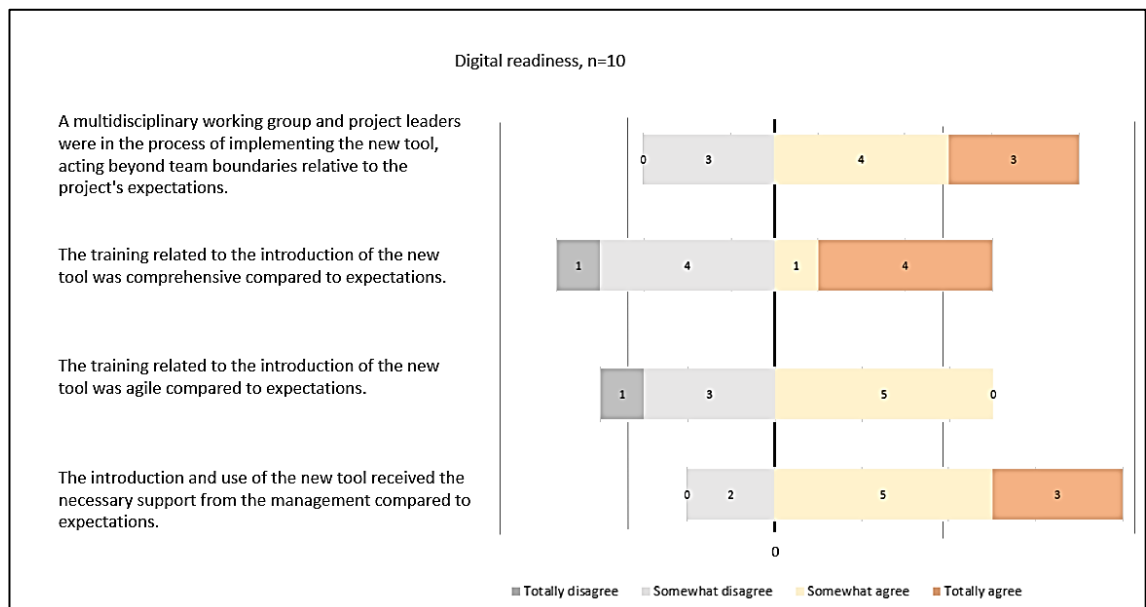 Digital readiness, n=10
A multidisciplinary working group and project leaders
were in the process of implementing the new tool,
acting beyond team boundaries relative to the
project's expectations.
0 3 4 3
The training related to the introduction of the new
tool was comprehensive compared to expectations.
1 4 1 4
The training related to the introduction of the new
tool was agile compared to expectations.
1 3 5 0
The introduction and use of the new tool received the
necessary support from the management compared to
expectations.
0 2 5 3
0
Totally disagree Somewhat disagree Somewhat agree Totally agree